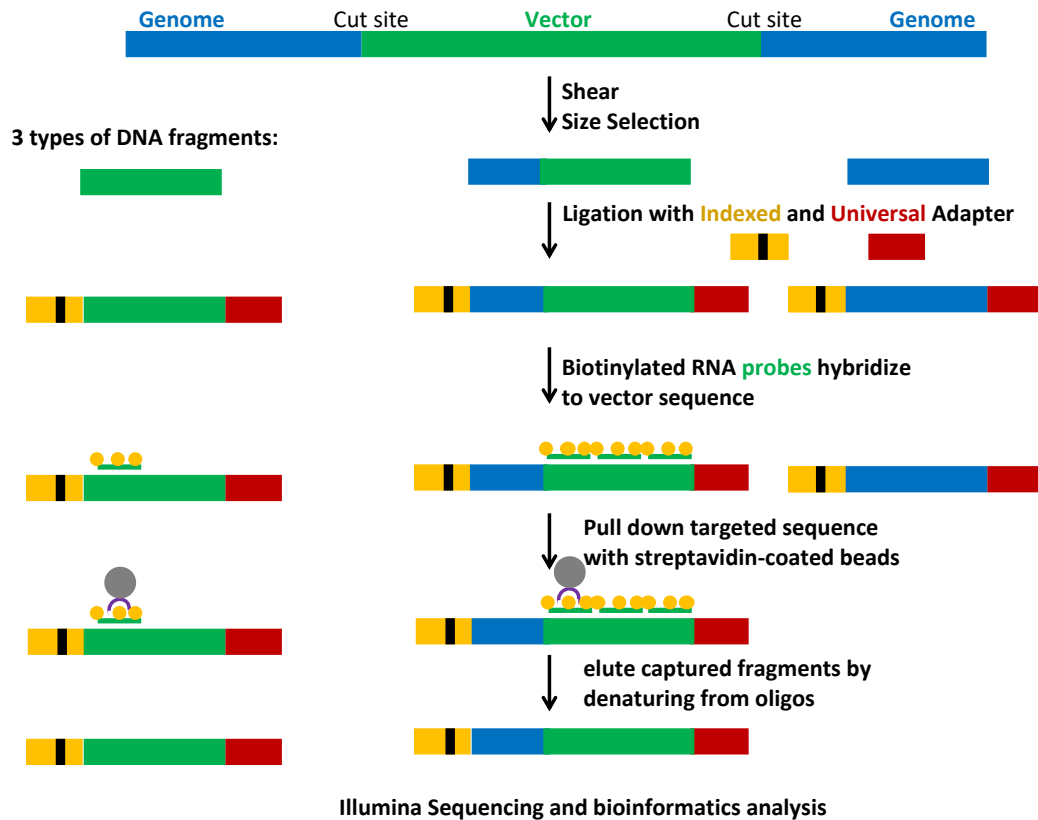 Genome Cut site Vector Cut site Genome
Shear
Size Selection
3 types of DNA fragments:
Ligation with Indexed and Universal Adapter
Biotinylated RNA probes hybridize
to vector sequence
Pull down targeted sequence
with streptavidin-coated beads
elute captured fragments by
denaturing from oligos
Illumina Sequencing and bioinformatics analysis